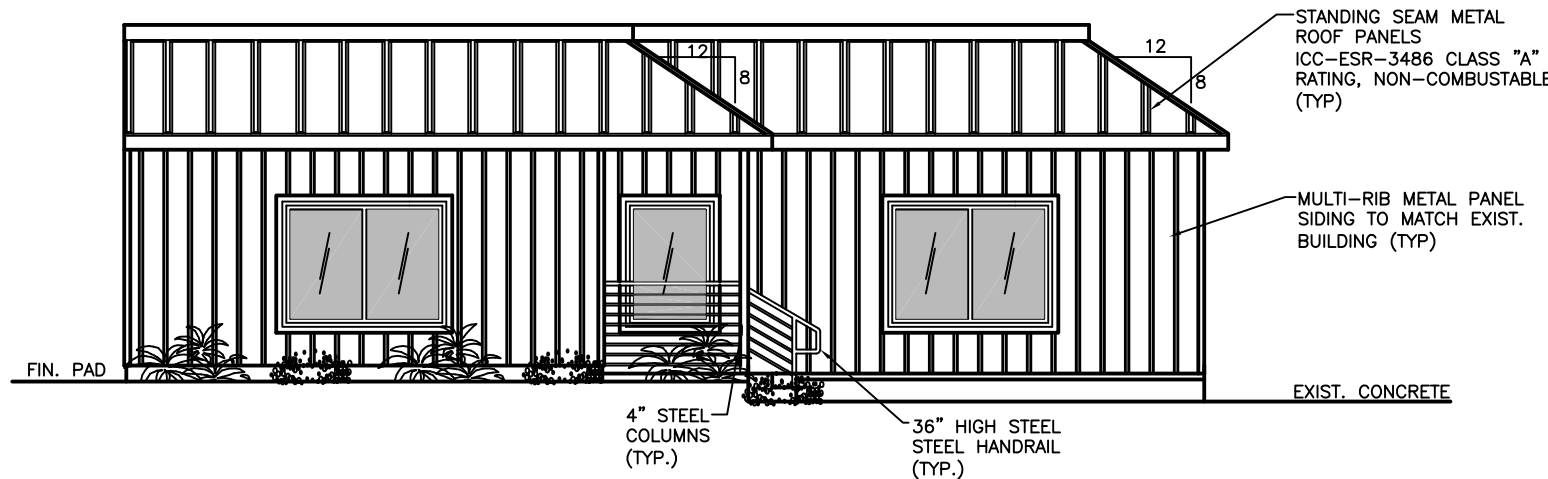 STANDING SEAM METAL
ROOF PANELS
ICC-ESR-3486 CLASS "A"
RATING, NON-COMBUSTABLE
(TYP)
12
8
12
8
MULTI-RIB METAL PANEL
SIDING TO MATCH EXIST.
BUILDING (TYP)
FIN. PAD
EXIST. CONCRETE
4" STEEL
COLUMNS
(TYP.)
36" HIGH STEEL
STEEL HANDRAIL
(TYP.)